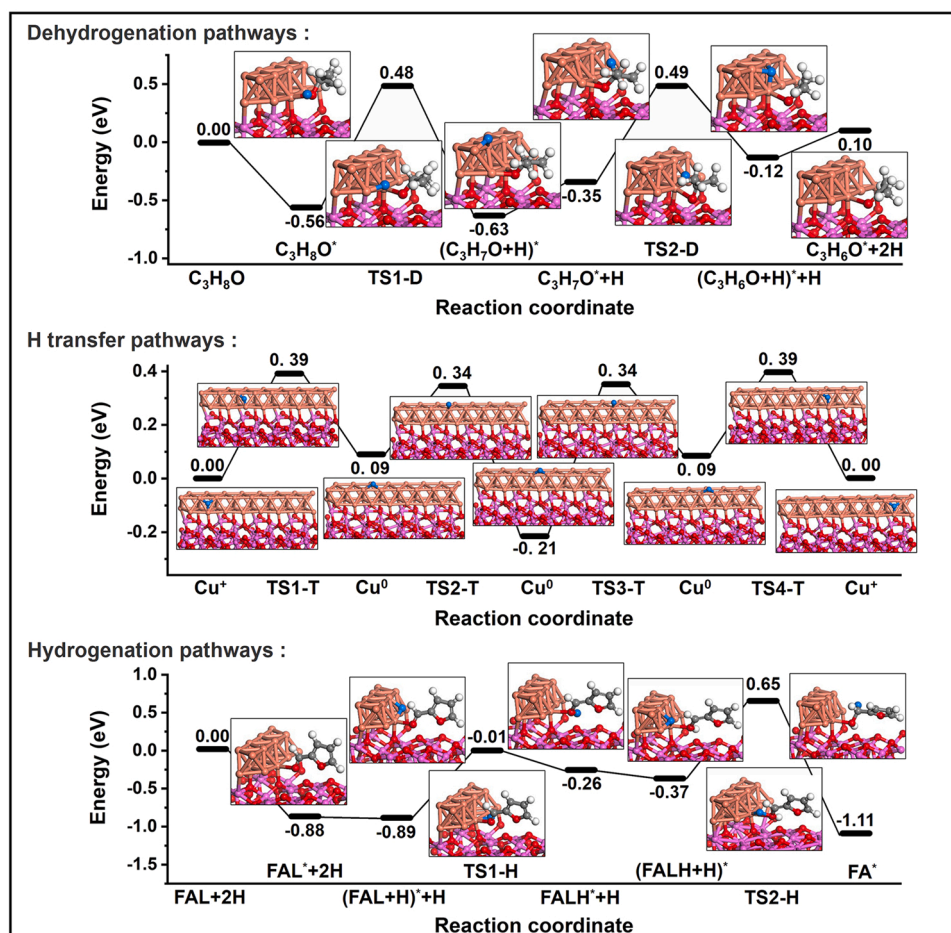 Dehydrogenation pathways :
Energy (eV)
0.5
0.0
-0.5
-1.0
0.00
-0.56
0.48
-0.63
-0.35
0.49
-0.12
0.10
C₃H₈O*
(C₃H₇O+H)*
TS2-D
C₃H₆O*+2H
C₃H₈O
TS1-D
C₃H₇O*+H
(C₃H₆O+H)*+H
Reaction coordinate
H transfer pathways :
Energy (eV)
0.4
0.2
0.0
-0.2
0.00
0. 39
0.09
0. 34
-0. 21
0. 34
0.09
0.39
0.00
Cu⁺ TS1-T Cu⁰ TS2-T Cu⁰ TS3-T Cu⁰ TS4-T Cu⁺
Reaction coordinate
Hydrogenation pathways :
Energy (eV)
1.0
0.5
0.0
-0.5
-1.0
-1.5
0.00
-0.88
-0.89
-0.01
-0.26
-0.37
0.65
-1.11
FAL*+2H
TS1-H
(FALH+H)*
FA*
FAL+2H
(FAL+H)*+H
FALH*+H
TS2-H
Reaction coordinate